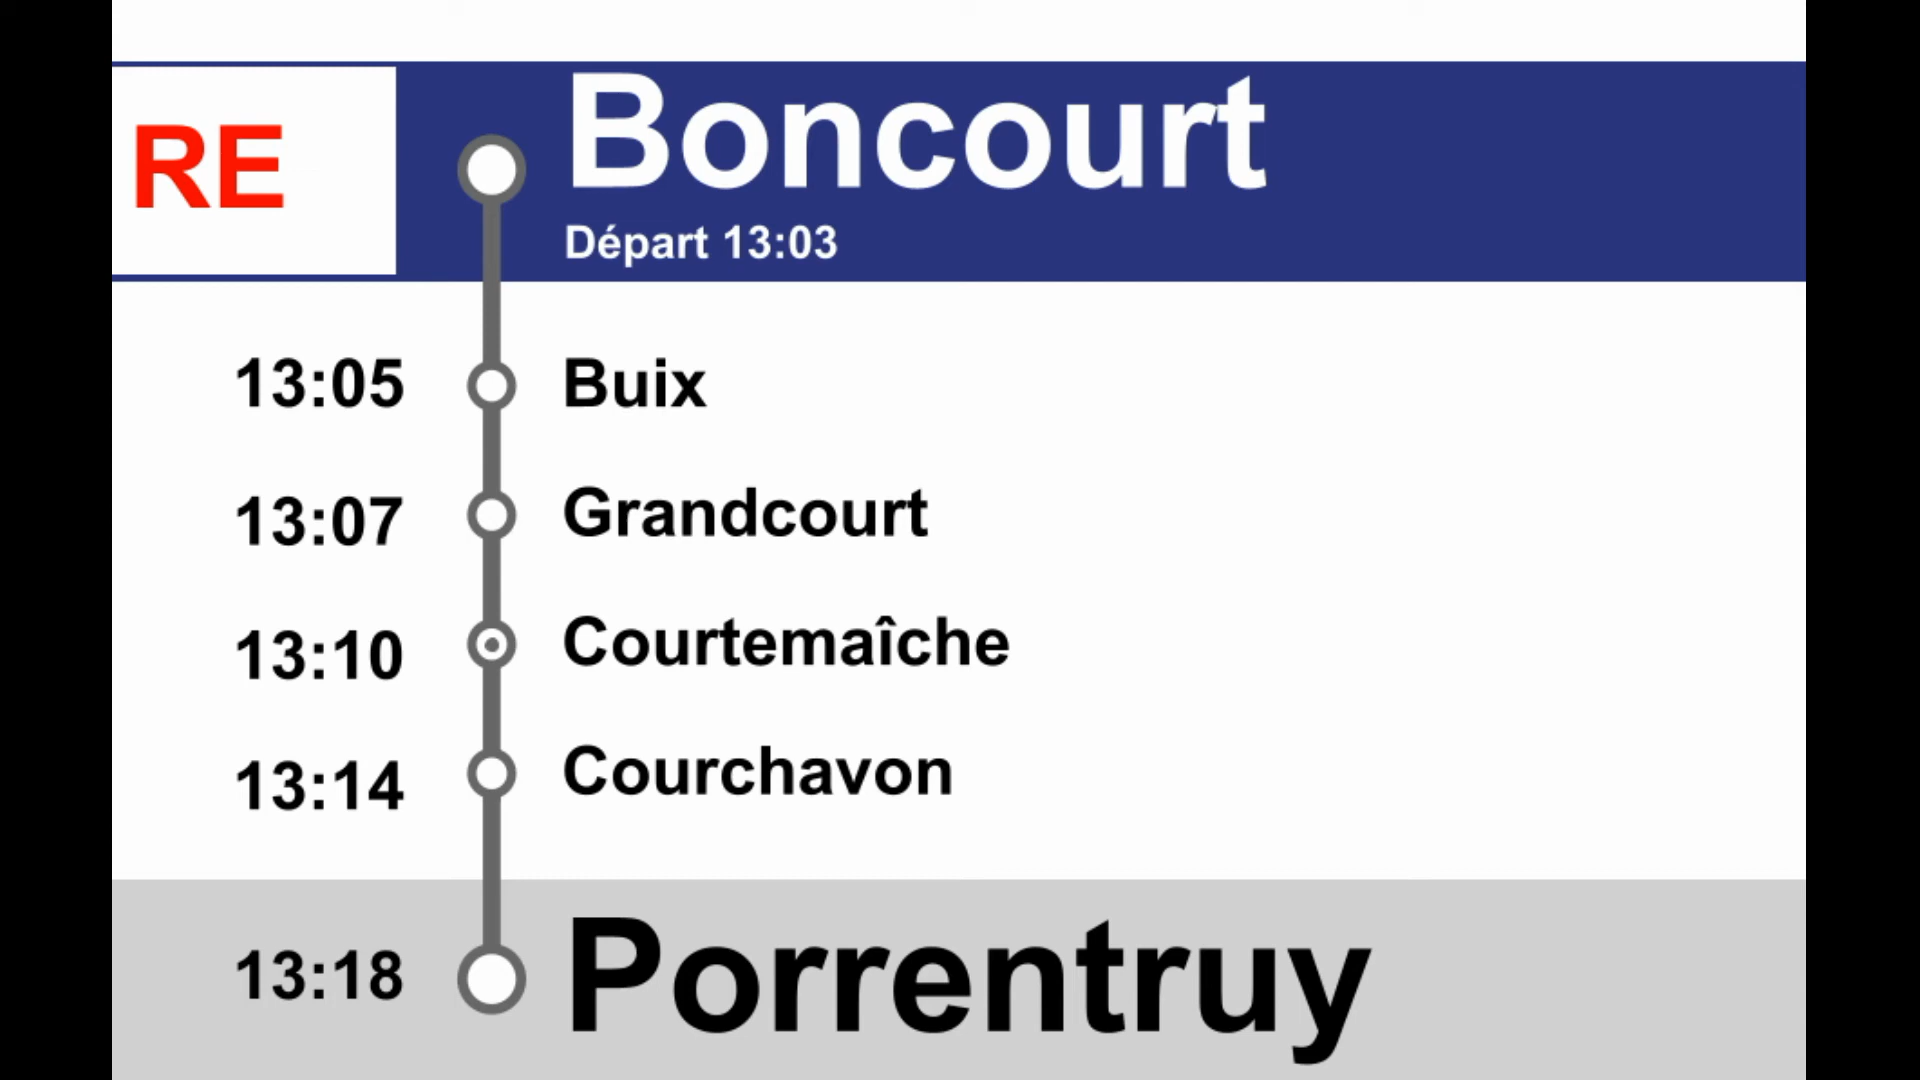 RE
Boncourt
Départ 13:03
13:05 Buix
13:07 Grandcourt
13:10 Courtemaîche
13:14 Courchavon
13:18 Porrentruy